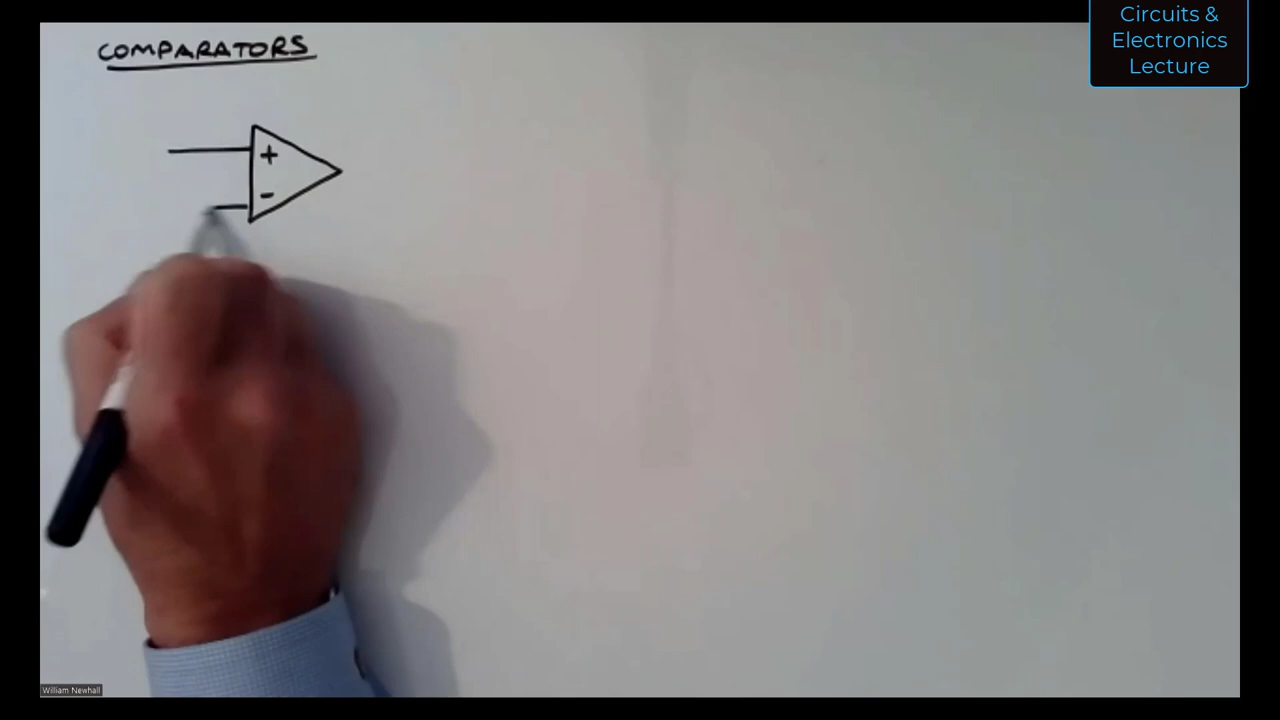 COMPARATORS
Circuits &
Electronics
Lecture
+
-
William Newhall